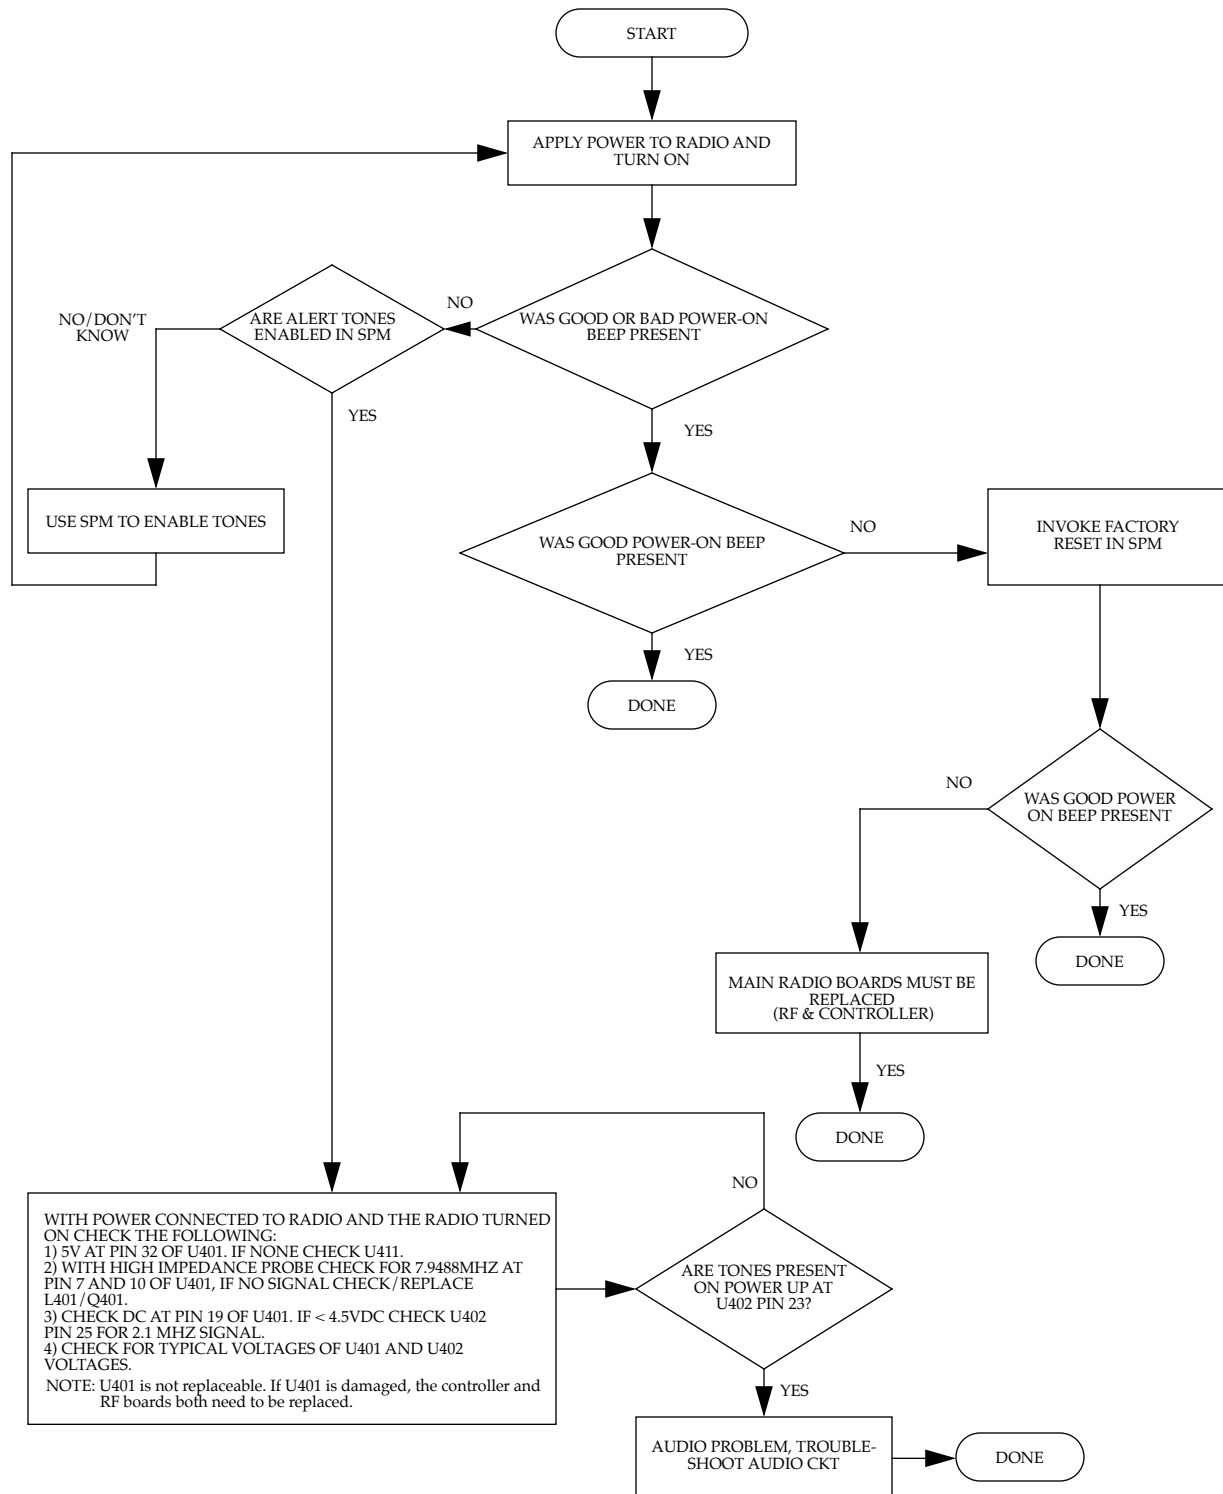 START
APPLY POWER TO RADIO AND
TURN ON
WAS GOOD OR BAD POWER-ON
BEEP PRESENT
NO
ARE ALERT TONES
ENABLED IN SPM
NO/DON'T
KNOW
YES
YES
USE SPM TO ENABLE TONES
WAS GOOD POWER-ON BEEP
PRESENT
NO
INVOKE FACTORY
RESET IN SPM
YES
DONE
WAS GOOD POWER
ON BEEP PRESENT
NO
YES
DONE
MAIN RADIO BOARDS MUST BE
REPLACED
(RF & CONTROLLER)
YES
DONE
NO
WITH POWER CONNECTED TO RADIO AND THE RADIO TURNED
ON CHECK THE FOLLOWING:
1) 5V AT PIN 32 OF U401. IF NONE CHECK U411.
2) WITH HIGH IMPEDANCE PROBE CHECK FOR 7.9488MHZ AT
PIN 7 AND 10 OF U401, IF NO SIGNAL CHECK/REPLACE
L401/Q401.
3) CHECK DC AT PIN 19 OF U401. IF < 4.5VDC CHECK U402
PIN 25 FOR 2.1 MHZ SIGNAL.
4) CHECK FOR TYPICAL VOLTAGES OF U401 AND U402
VOLTAGES.
NOTE: U401 is not replaceable. If U401 is damaged, the controller and
RF boards both need to be replaced.
ARE TONES PRESENT
ON POWER UP AT
U402 PIN 23?
YES
AUDIO PROBLEM, TROUBLE-
SHOOT AUDIO CKT
DONE